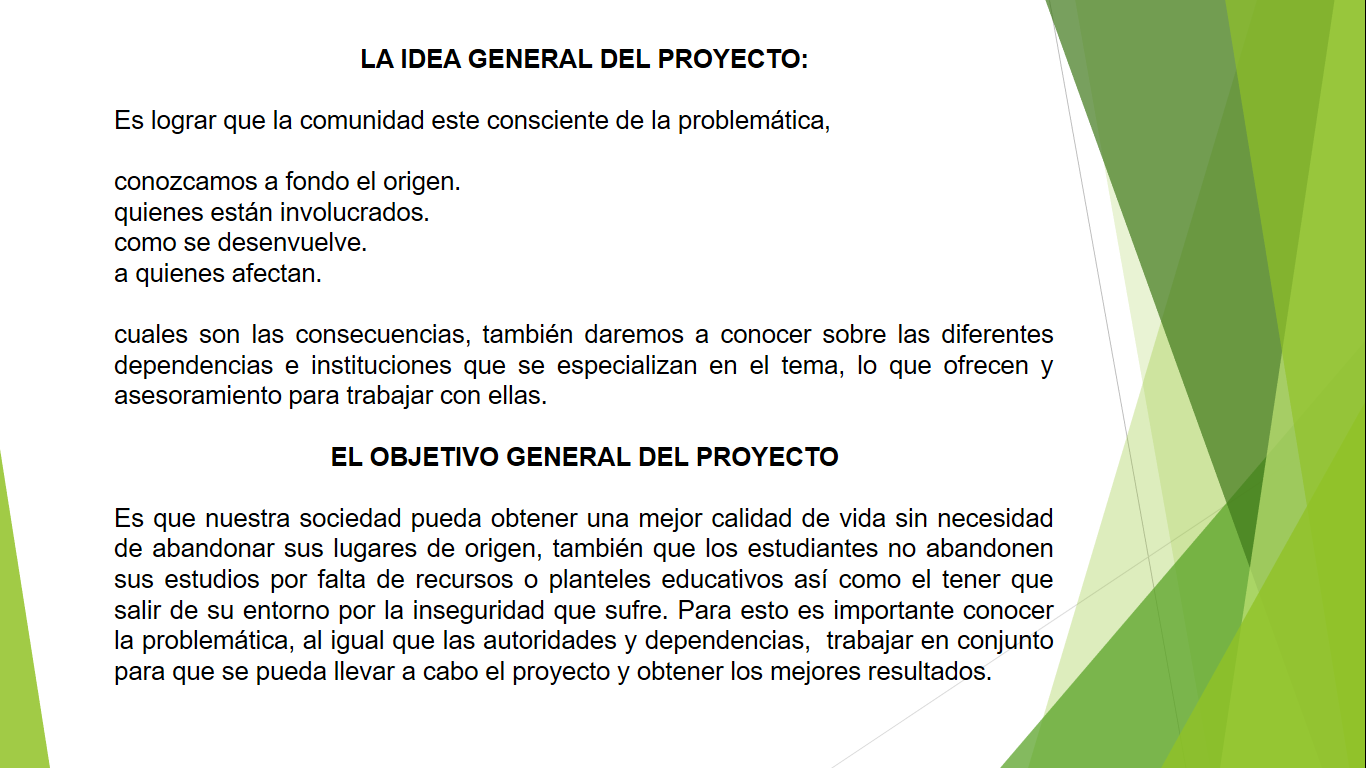 LA IDEA GENERAL DEL PROYECTO:
Es lograr que la comunidad este consciente de la problemática,
conozcamos a fondo el origen.
quienes están involucrados.
como se desenvuelve.
a quienes afectan.
cuales son las consecuencias, también daremos a conocer sobre las diferentes
dependencias e instituciones que se especializan en el tema, lo que ofrecen y
asesoramiento para trabajar con ellas.
EL OBJETIVO GENERAL DEL PROYECTO
Es que nuestra sociedad pueda obtener una mejor calidad de vida sin necesidad
de abandonar sus lugares de origen, también que los estudiantes no abandonen
sus estudios por falta de recursos o planteles educativos así como el tener que
salir de su entorno por la inseguridad que sufre. Para esto es importante conocer
la problemática, al igual que las autoridades y dependencias,  trabajar en conjunto
para que se pueda llevar a cabo el proyecto y obtener los mejores resultados.